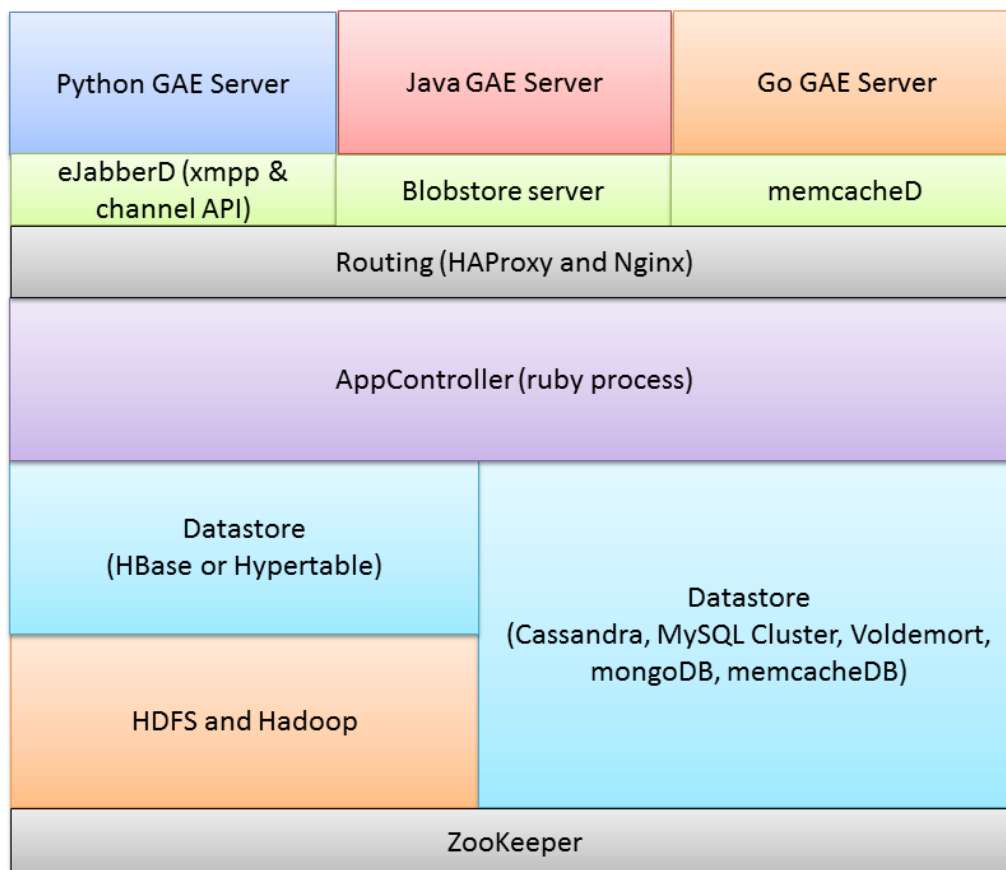 Python GAE Server
Java GAE Server
Go GAE Server
eJabberD (xmpp &
channel API)
Blobstore server
memcacheD
Routing (HAProxy and Nginx)
AppController (ruby process)
Datastore
(HBase or Hypertable)
Datastore
(Cassandra, MySQL Cluster, Voldemort,
mongoDB, memcacheDB)
HDFS and Hadoop
ZooKeeper